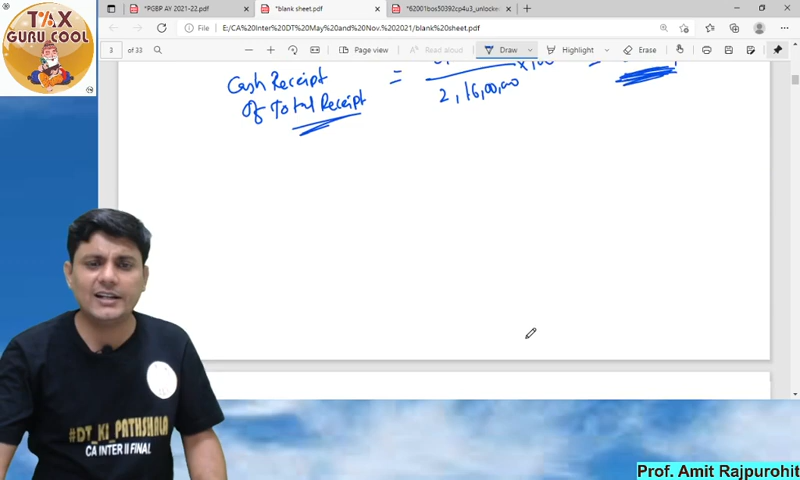 TAX
GURU COOL
*PGBP AY 2021-22.pdf
*blank sheet.pdf
*62001bos50392cp4u3_unlocke
File
E:/CA%20Inter%20DT%20May%20and%20Nov.%202021/blank%20sheet.pdf
3 of 33
Page view
Draw
Highlight
Erase
Cash Receipt
Of Total Receipt
=
2,16,00,000
×100
=
#DT_KI_PATHSHALA
CA INTER II FINAL
Prof. Amit Rajpurohit